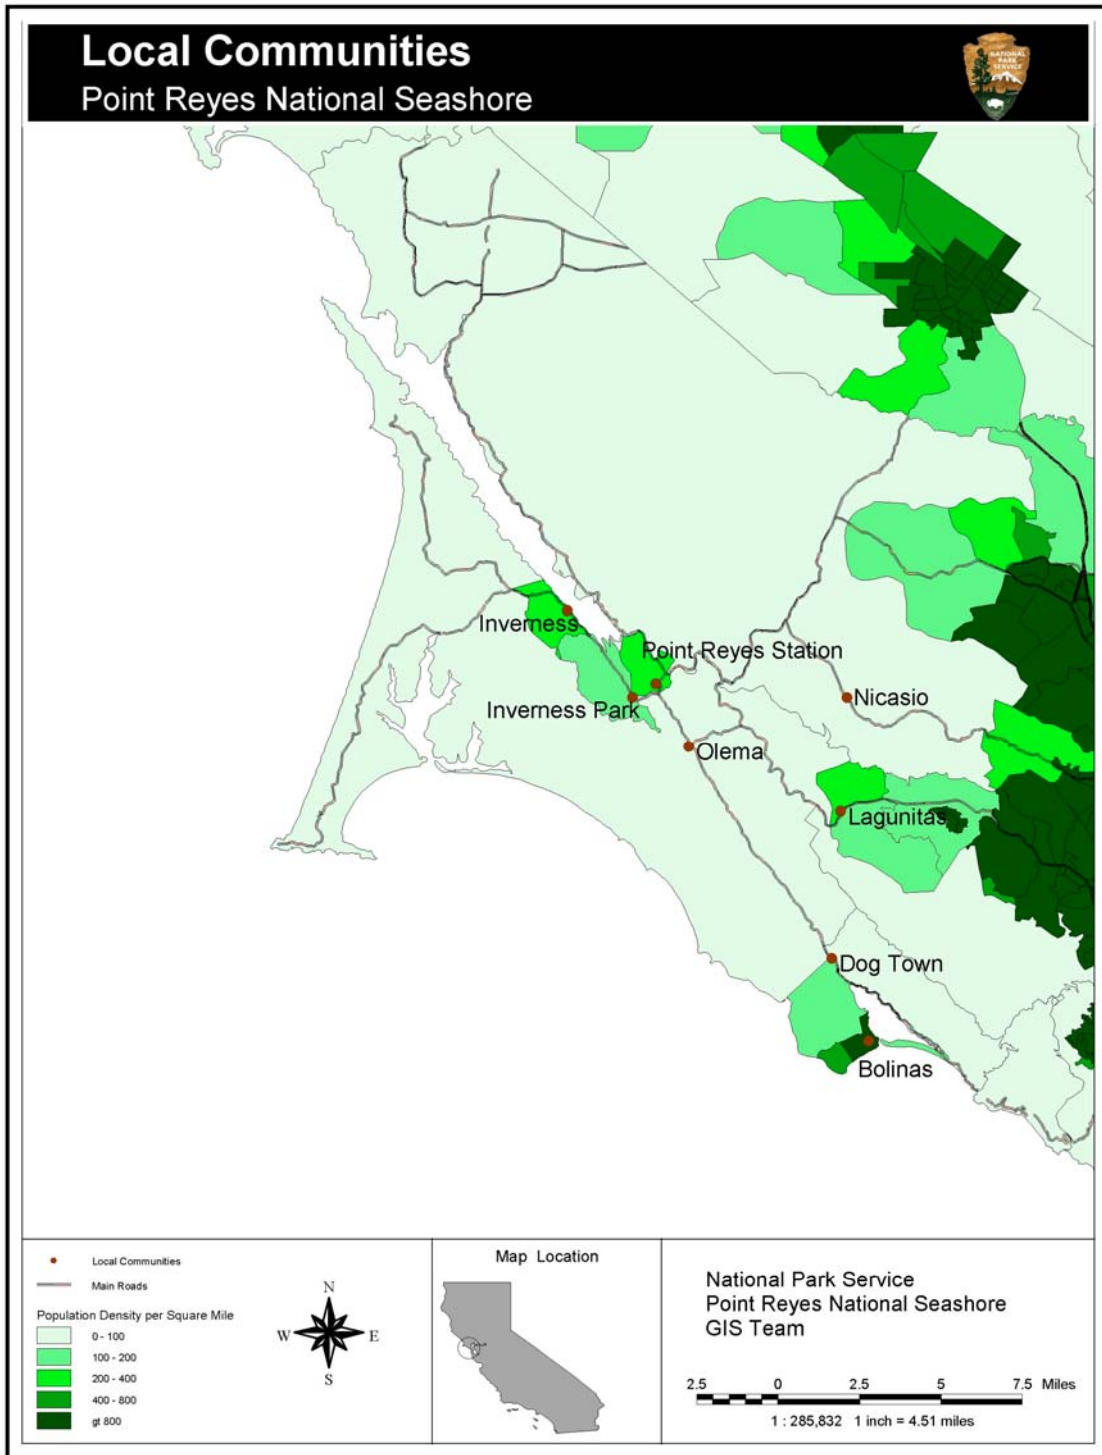 Local Communities
Point Reyes National Seashore
NATIONAL
PARK
SERVICE
Inverness
Point Reyes Station
Inverness Park
Nicasio
Olema
Lagunitas
Dog Town
Bolinas
Local Communities
Main Roads
Population Density per Square Mile
0 - 100
100 - 200
200 - 400
400 - 800
gt 800
N
W
E
S
Map Location
National Park Service
Point Reyes National Seashore
GIS Team
2.5 0 2.5 5 7.5 Miles
1 : 285,832 1 inch = 4.51 miles